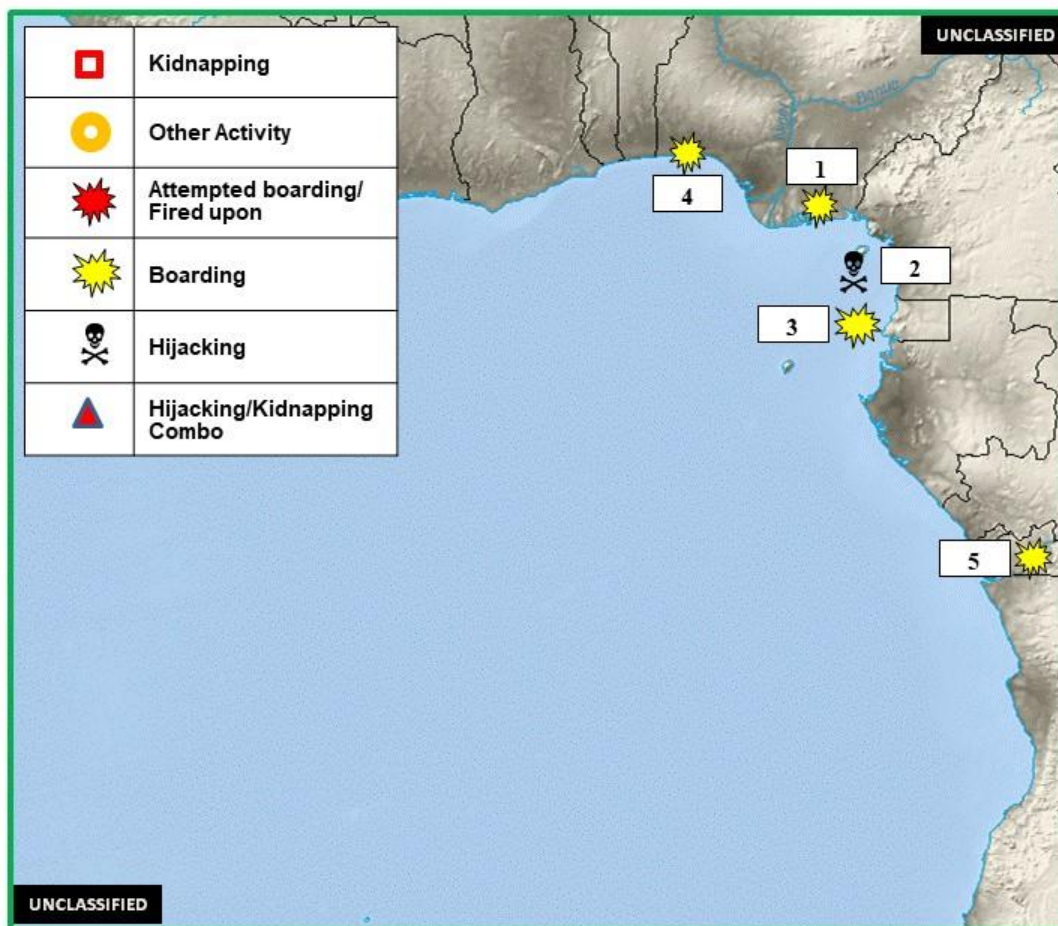 UNCLASSIFIED
Kidnapping
Other Activity
Attempted boarding/
Fired upon
Boarding
Hijacking
Hijacking/Kidnapping
Combo
Benue
1
4
2
3
5
UNCLASSIFIED